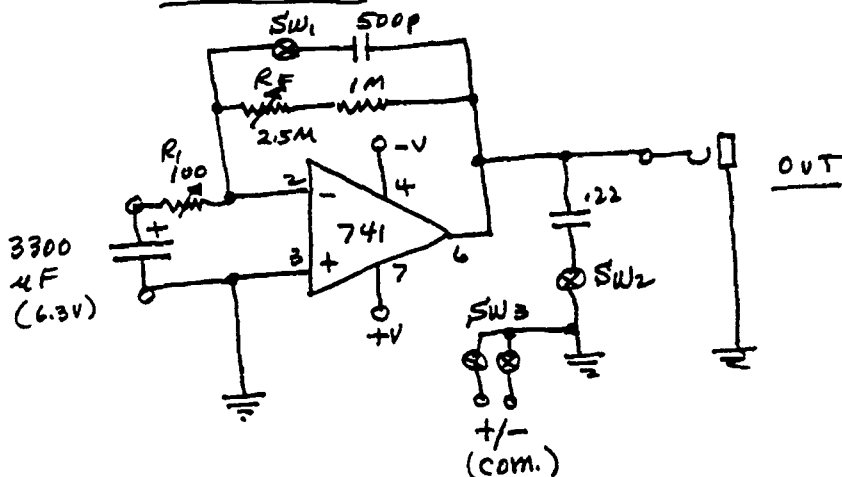 SW1
500p
RF
1M
2.5M
R1
100
-V
2
4
-
741
6
3
+
7
+V
+
3300
µF
(6.3V)
.22
SW2
SW3
+/-
(COM.)
OUT